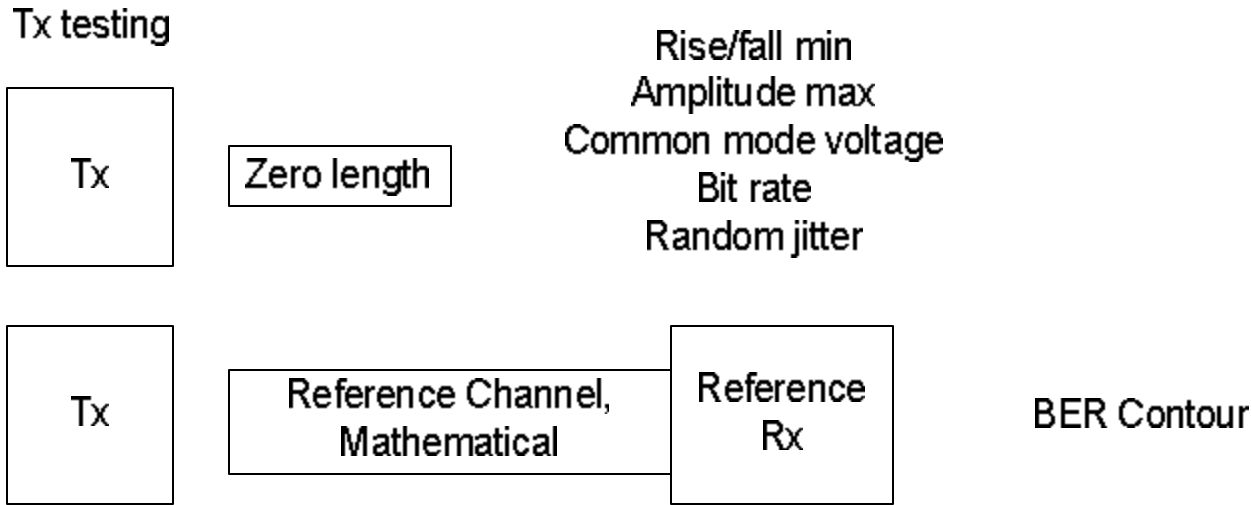 Tx testing
Tx
Zero length
Rise/fall min
Amplitude max
Common mode voltage
Bit rate
Random jitter
Tx
Reference Channel,
Mathematical
Reference
Rx
BER Contour